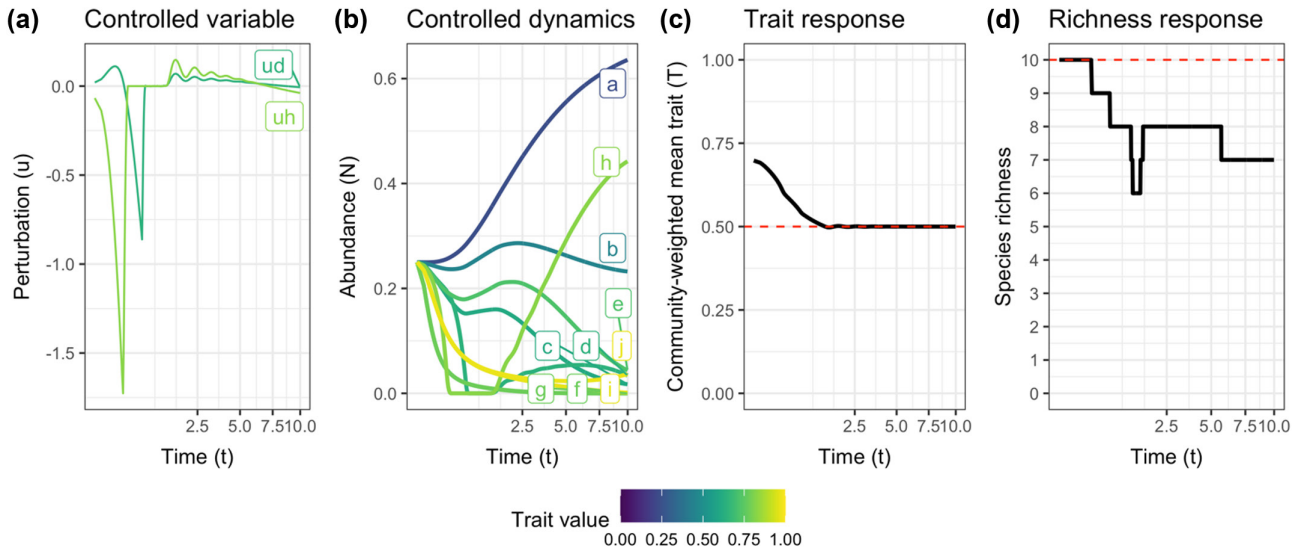 (a) Controlled variable
Perturbation (u)
0.0
-0.5
-1.0
-1.5
ud
uh
2.5 5.0 7.510.0
Time (t)
(b) Controlled dynamics
Abundance (N)
0.6
0.4
0.2
0.0
a
h
b
e
c d j
g f i
2.5 5.0 7.510.0
Time (t)
(c) Trait response
Community-weighted mean trait (T)
1.00
0.75
0.50
0.25
0.00
2.5 5.0 7.510.0
Time (t)
(d) Richness response
Species richness
10
9
8
7
6
5
4
3
2
1
0
2.5 5.0 7.510.0
Time (t)
Trait value
0.00 0.25 0.50 0.75 1.00